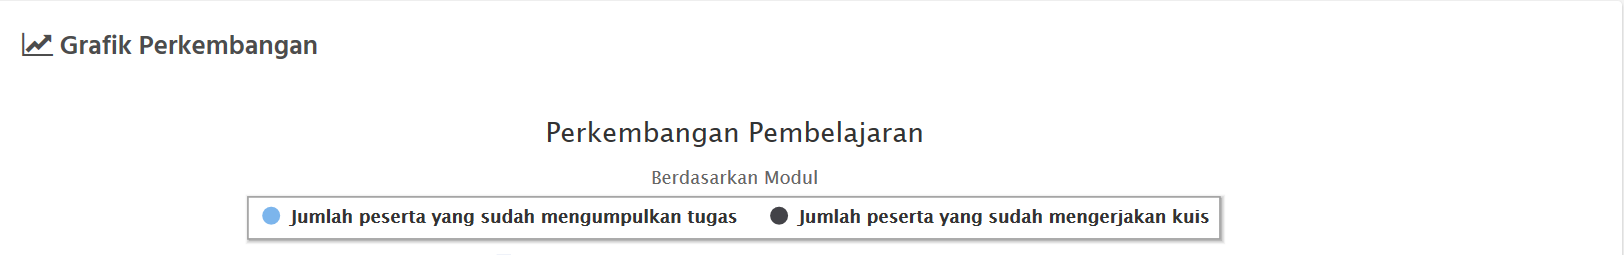 Grafik Perkembangan
Perkembangan Pembelajaran
Berdasarkan Modul
Jumlah peserta yang sudah mengumpulkan tugas Jumlah peserta yang sudah mengerjakan kuis